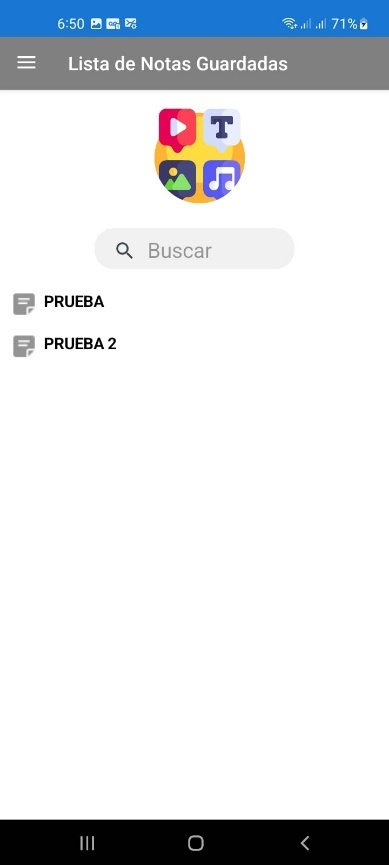 6:50 71%
Lista de Notas Guardadas
T
Buscar
PRUEBA
PRUEBA 2